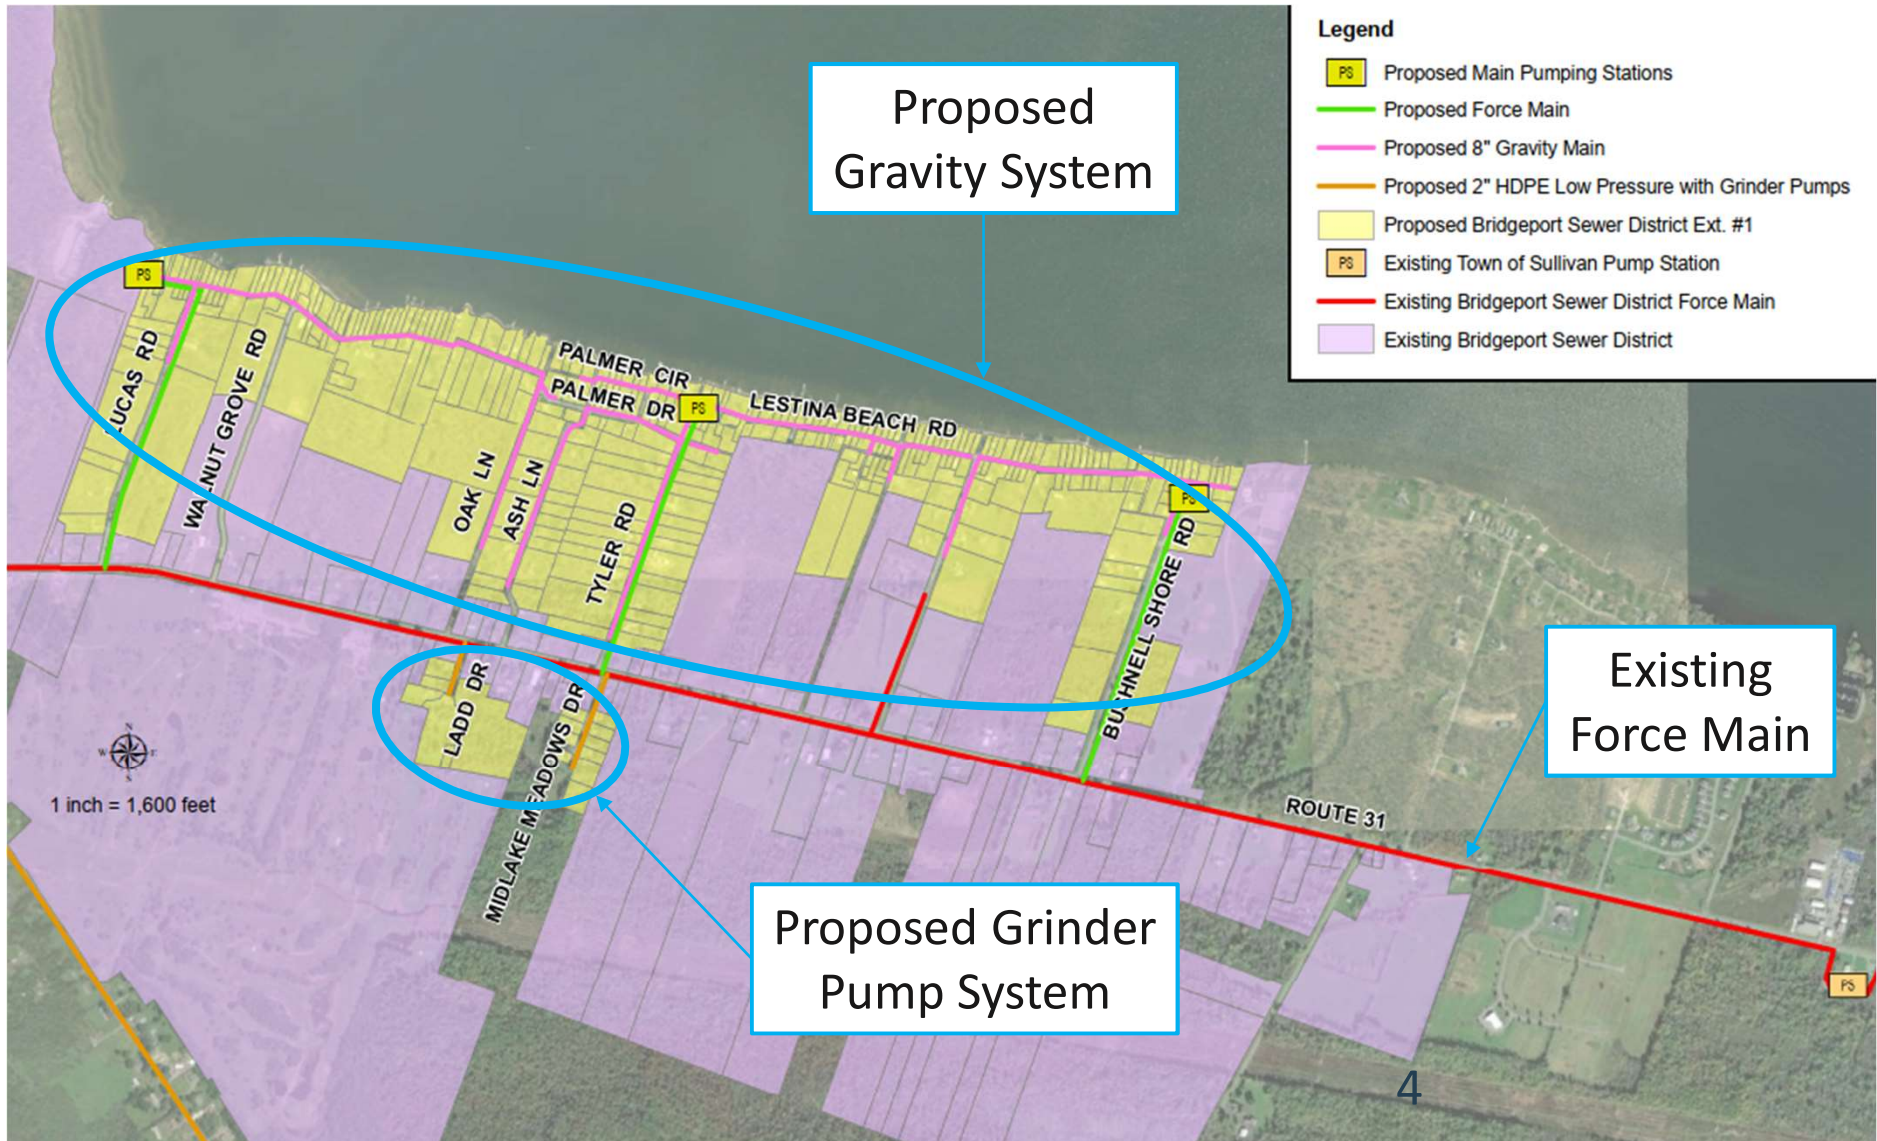 Legend
PS Proposed Main Pumping Stations
Proposed Force Main
Proposed 8" Gravity Main
Proposed 2" HDPE Low Pressure with Grinder Pumps
Proposed Bridgeport Sewer District Ext. #1
PS Existing Town of Sullivan Pump Station
Existing Bridgeport Sewer District Force Main
Existing Bridgeport Sewer District
Proposed
Gravity System
PS
LUCAS RD
WALNUT GROVE RD
PALMER CIR
PALMER DR
PS
LESTINA BEACH RD
OAK LN
ASH LN
TYLER RD
PS
BUSHNELL SHORE RD
LADD DR
MIDLAKE MEADOWS DR
N
W E
S
1 inch = 1,600 feet
Existing
Force Main
ROUTE 31
Proposed Grinder
Pump System
PS
4